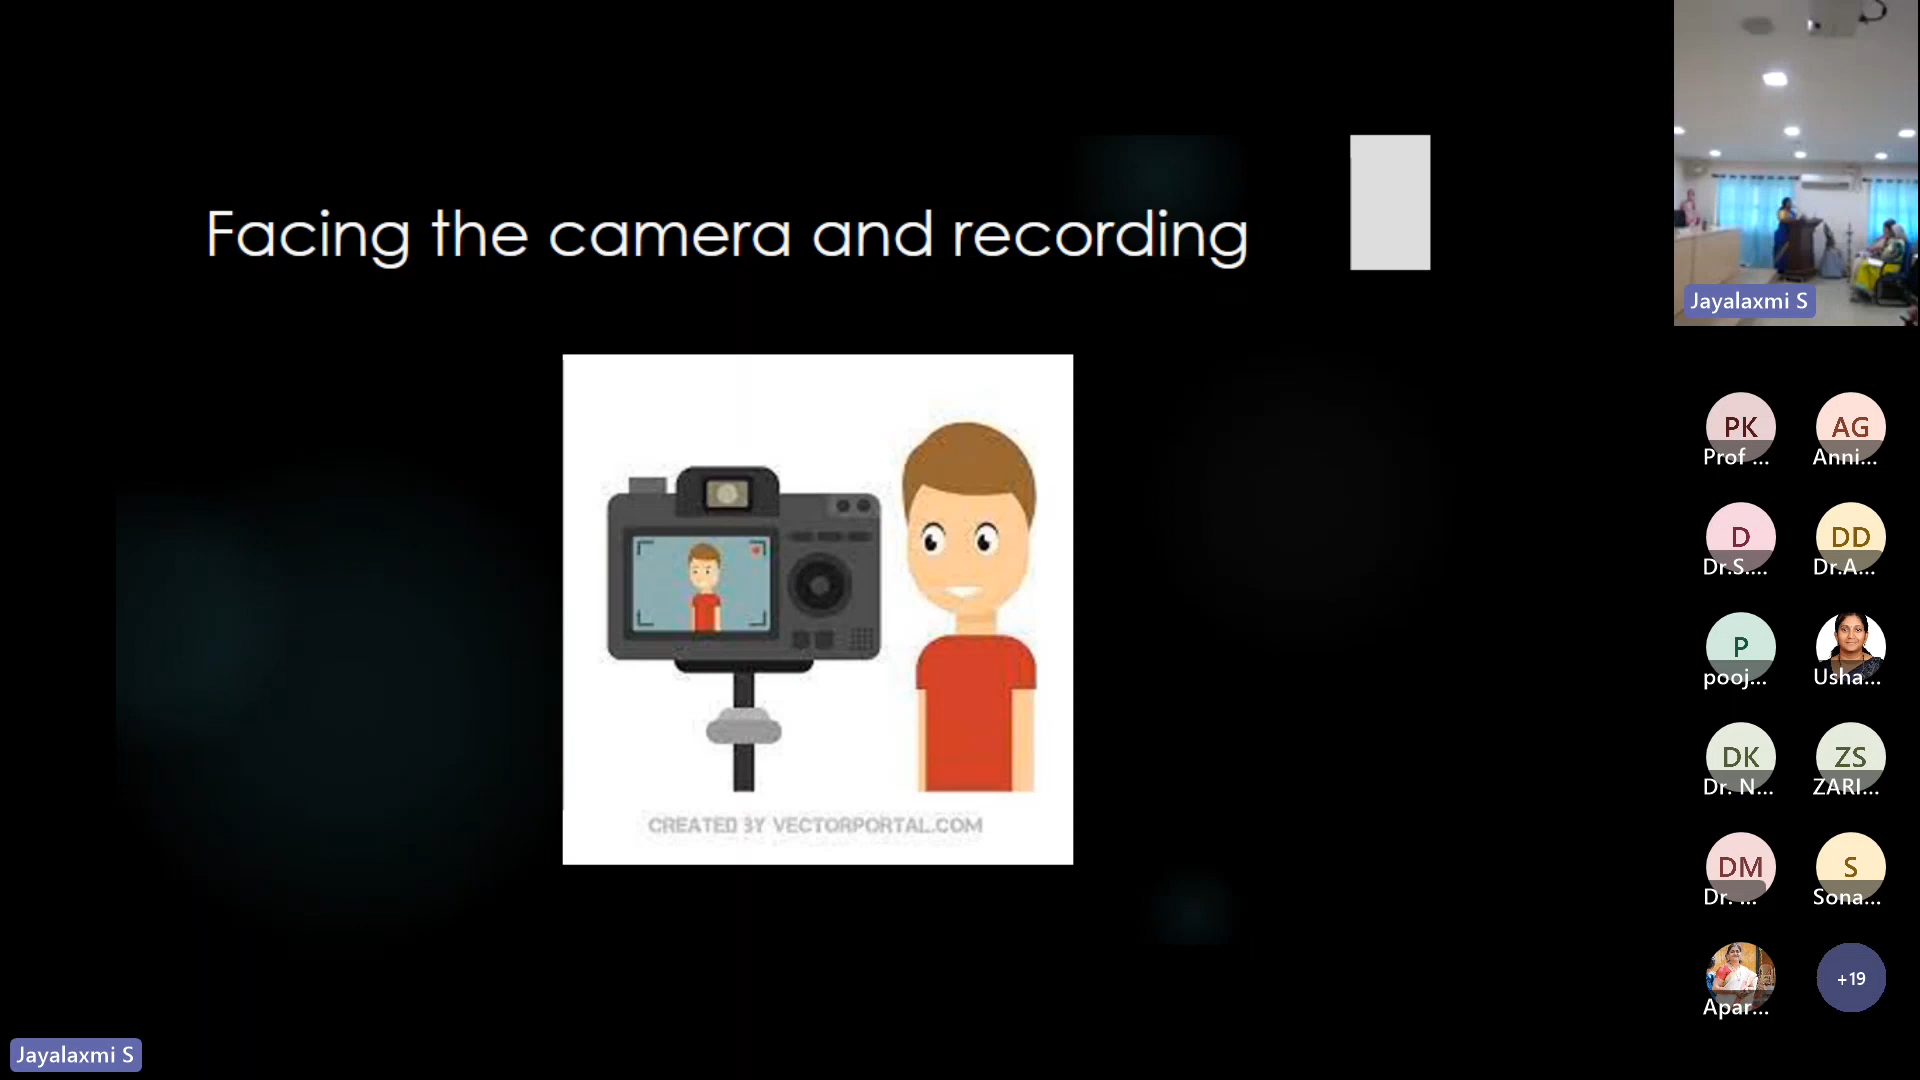 Facing the camera and recording
CREATED BY VECTORPORTAL.COM
Jayalaxmi S
PK
Prof ...
AG
Anni...
D
Dr.S....
DD
Dr.A...
P
pooj...
Usha...
DK
Dr. N...
ZS
ZARI...
DM
Dr. ...
S
Sona...
Apar...
+19
Jayalaxmi S